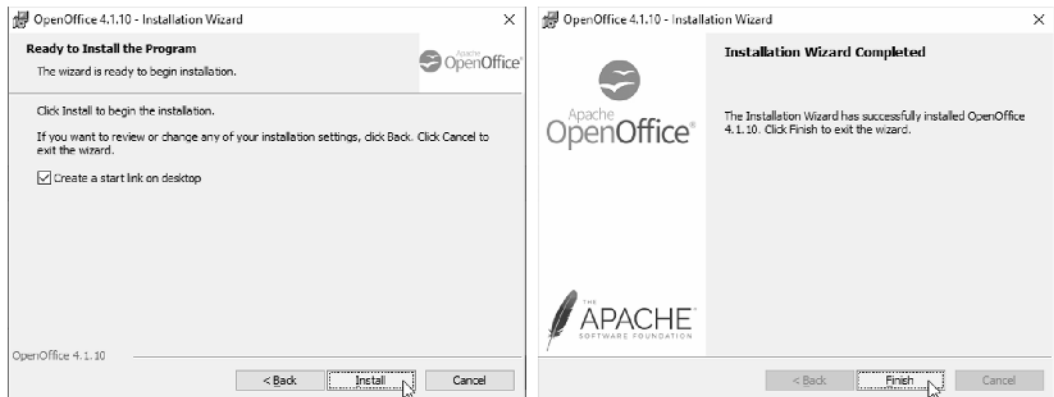 OpenOffice 4.1.10 - Installation Wizard
Ready to Install the Program
The wizard is ready to begin installation.
Apache
OpenOffice
Click Install to begin the installation.
If you want to review or change any of your installation settings, click Back. Click Cancel to
exit the wizard.
Create a start link on desktop
OpenOffice 4.1.10
< Back
Install
Cancel
OpenOffice 4.1.10 - Installation Wizard
Installation Wizard Completed
Apache
OpenOffice®
The Installation Wizard has successfully installed OpenOffice
4.1.10. Click Finish to exit the wizard.
THE
APACHE
SOFTWARE FOUNDATION
< Back
Finish
Cancel